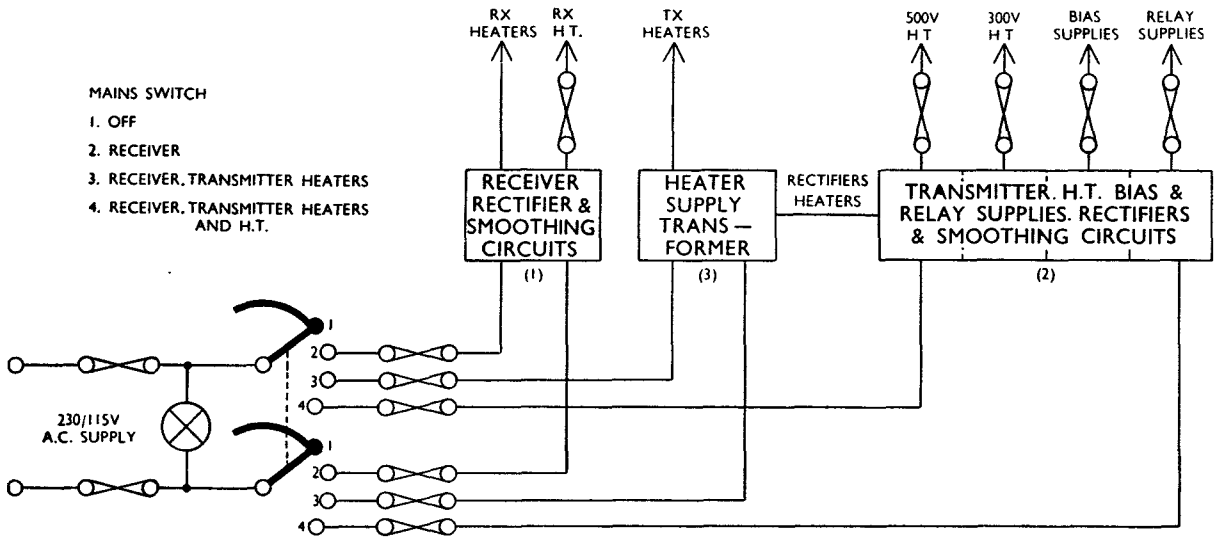 RX
HEATERS
RX
H T.
TX
HEATERS
500V
H T
300V
H T
BIAS
SUPPLIES
RELAY
SUPPLIES
MAINS SWITCH
1. OFF
2. RECEIVER
3. RECEIVER, TRANSMITTER HEATERS
4. RECEIVER, TRANSMITTER HEATERS
AND H.T.
RECEIVER
RECTIFIER &
SMOOTHING
CIRCUITS
(1)
HEATER
SUPPLY
TRANS —
FORMER
(3)
RECTIFIERS
HEATERS
TRANSMITTER. H.T. BIAS &
RELAY SUPPLIES. RECTIFIERS
& SMOOTHING CIRCUITS
(2)
1
2
3
4
230/115V
A.C. SUPPLY
1
2
3
4